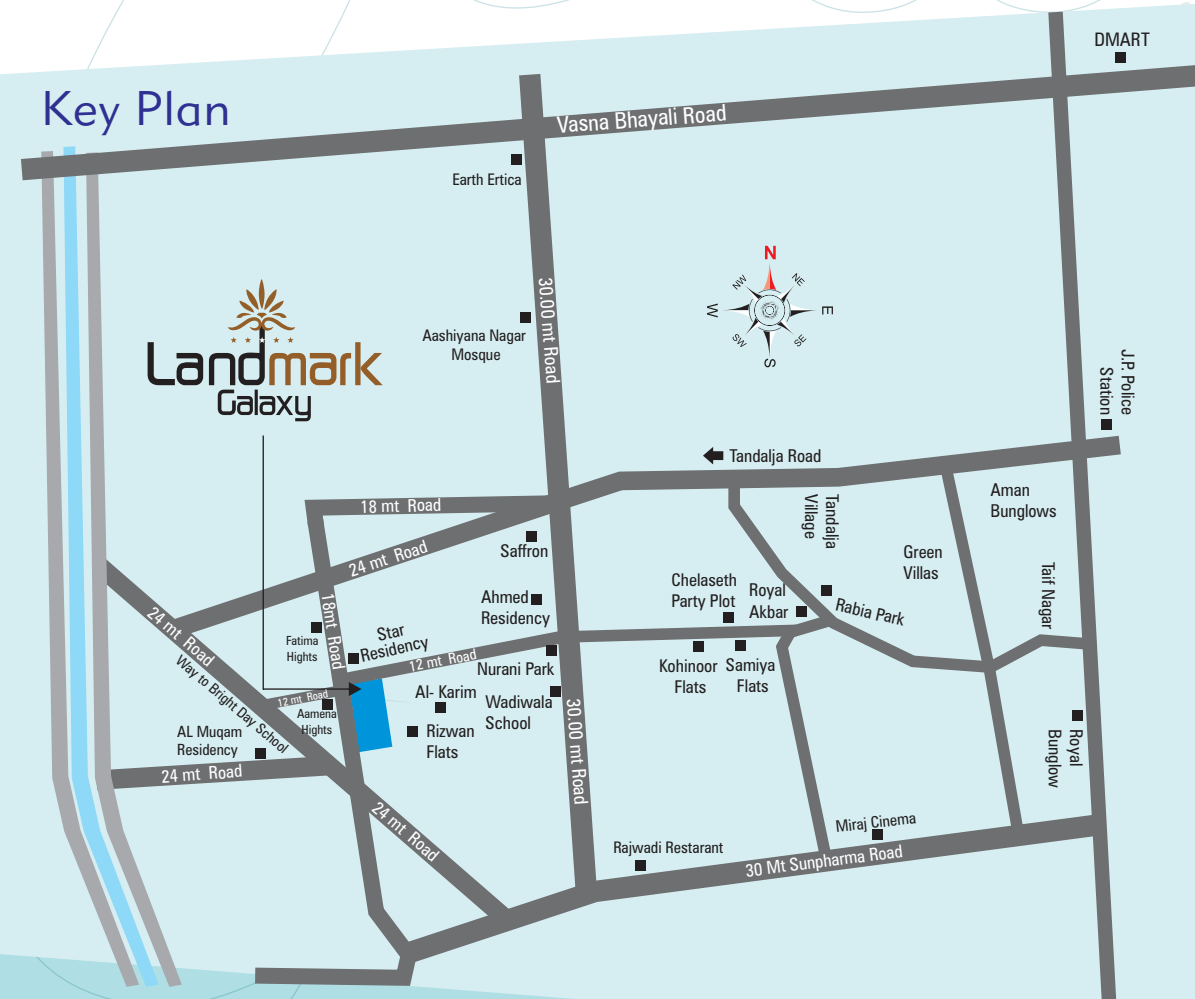 DMART
Key Plan
Vasna Bhayali Road
Earth Ertica
N
NW
NE
W
E
SW
SE
S
30.00 mt Road
Aashiyana Nagar
Mosque
Landmark
Galaxy
J.P. Police
Station
Tandalja Road
18 mt Road
Aman
Bunglows
Tandalja
Village
24 mt Road
Saffron
Green
Villas
Chelaseth
Party Plot
Royal
Akbar
Rabia Park
Taif Nagar
Ahmed
Residency
18mt Road
24 mt Road
Fatima
Hights
Star
Residency
12 mt Road
Nurani Park
Kohinoor
Flats
Samiya
Flats
Way to Bright Day School
12 mt Road
Aamena
Hights
Al- Karim
Wadiwala
School
30.00 mt Road
AL Muqam
Residency
Rizwan
Flats
Royal
Bunglow
24 mt Road
24 mt Road
Miraj Cinema
Rajwadi Restarant
30 Mt Sunpharma Road